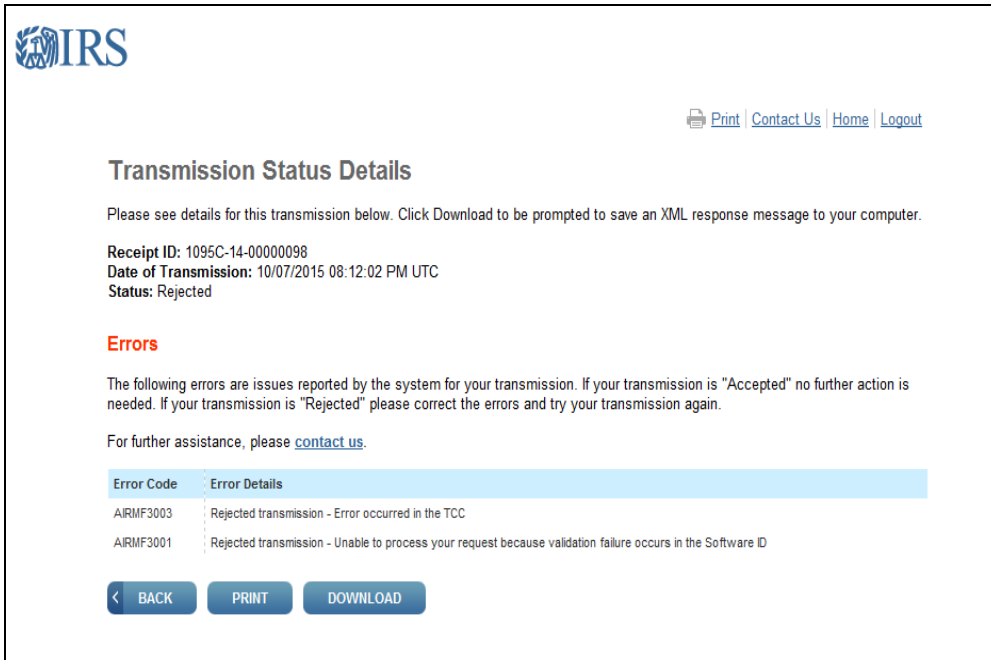 IRS
Print | Contact Us | Home | Logout
Transmission Status Details
Please see details for this transmission below. Click Download to be prompted to save an XML response message to your computer.
Receipt ID: 1095C-14-00000098
Date of Transmission: 10/07/2015 08:12:02 PM UTC
Status: Rejected
Errors
The following errors are issues reported by the system for your transmission. If your transmission is "Accepted" no further action is
needed. If your transmission is "Rejected" please correct the errors and try your transmission again.
For further assistance, please contact us.
Error Code Error Details
AIRMF3003 Rejected transmission - Error occurred in the TCC
AIRMF3001 Rejected transmission - Unable to process your request because validation failure occurs in the Software ID
BACK PRINT DOWNLOAD